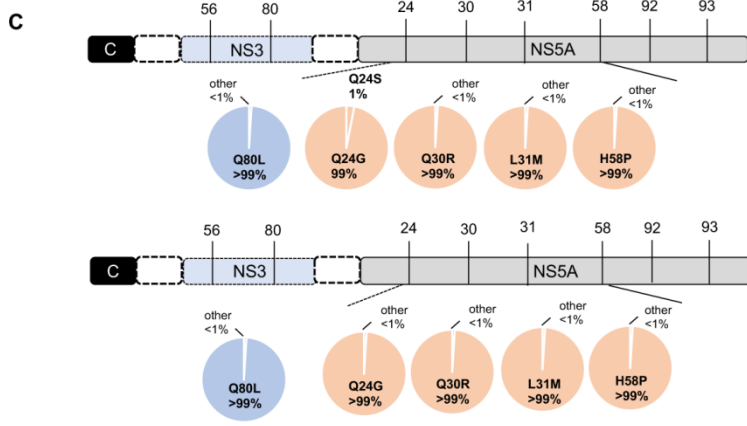 C
56 80 24 30 31 58 92 93
C NS3 NS5A
other
<1%
Q24S
1%
other
<1%
other
<1%
other
<1%
Q80L
>99%
Q24G
99%
Q30R
>99%
L31M
>99%
H58P
>99%
56 80 24 30 31 58 92 93
C NS3 NS5A
other
<1%
other
<1%
other
<1%
other
<1%
other
<1%
Q80L
>99%
Q24G
>99%
Q30R
>99%
L31M
>99%
H58P
>99%